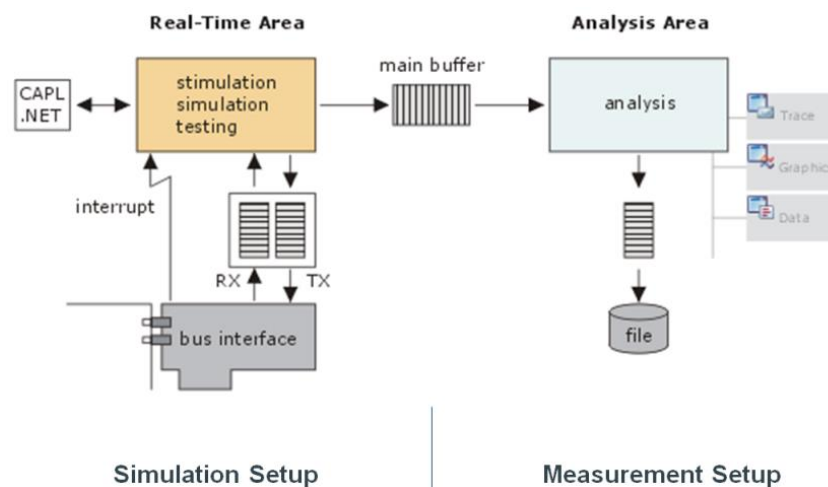 Real-Time Area
Analysis Area
CAPL
.NET
stimulation
simulation
testing
main buffer
analysis
Trace
Graphic
Data
interrupt
RX
TX
bus interface
file
Simulation Setup
Measurement Setup